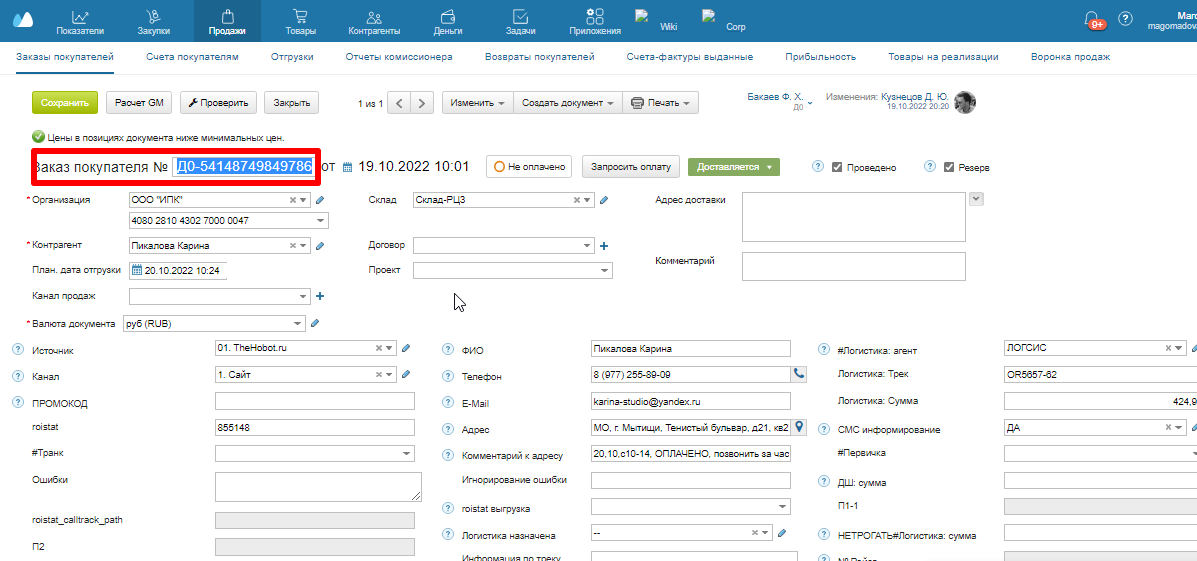 Показатели Закупки Продажи Товары Контрагенты Деньги Задачи Приложения Wiki Corp 9+ ?
magomadov
Заказы покупателей Счета покупателям Отгрузки Отчеты комиссионера Возвраты покупателей Счета-фактуры выданные Прибыльность Товары на реализации Воронка продаж
Сохранить Расчет GM Проверить Закрыть 1 из 1 Изменить Создать документ Печать Бакаев Ф. Х. Изменения: Кузнецов Д. Ю.
Д0 19.10.2022 20:20
Цены в позициях документа ниже минимальных цен.
Заказ покупателя № Д0-54148749849786 от 19.10.2022 10:01 Не оплачено Запросить оплату Доставляется ? Проведено ? Резерв
* Организация ООО "ИПК" Склад Склад-РЦ3 Адрес доставки
4080 2810 4302 7000 0047
* Контрагент Пикалова Карина Договор
План. дата отгрузки 20.10.2022 10:24 Проект Комментарий
Канал продаж
* Валюта документа руб (RUB)
? Источник 01. TheHobot.ru ? ФИО Пикалова Карина ? #Логистика: агент ЛОГСИС
? Канал 1. Сайт ? Телефон 8 (977) 255-89-09 Логистика: Трек OR5657-62
? ПРОМОКОД ? E-Mail karina-studio@yandex.ru Логистика: Сумма 424,9
roistat 855148 ? Адрес МО, г. Мытищи, Тенистый бульвар, д21, кв2 ? СМС информирование ДА
#Транк ? Комментарий к адресу 20,10,с10-14, ОПЛАЧЕНО, позвонить за час #Первичка
Ошибки Игнорирование ошибки ? ДШ: сумма
roistat_calltrack_path ? roistat выгрузка П1-1
П2 ? Логистика назначена -- ? НЕТРОГАТЬ#Логистика: сумма
Информация по треку